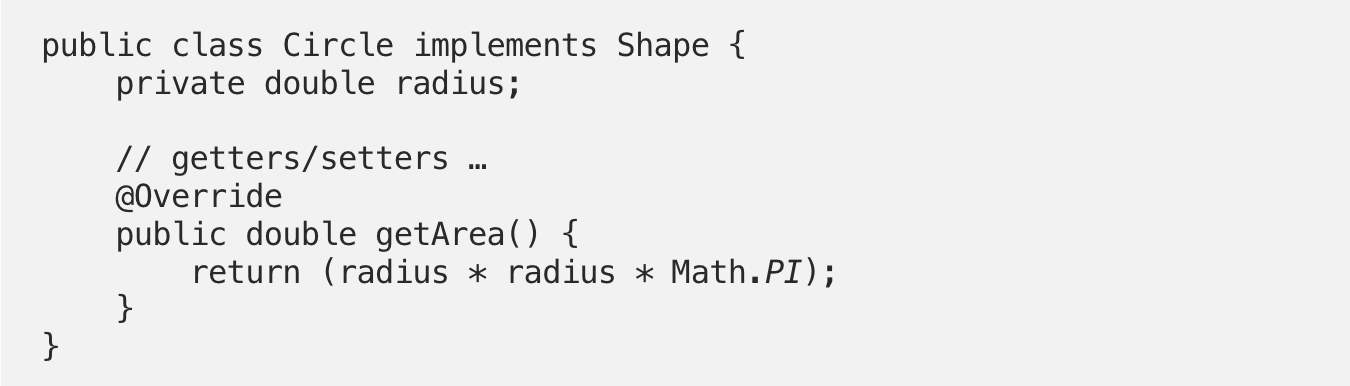 public class Circle implements Shape {
    private double radius;

    // getters/setters …
    @Override
    public double getArea() {
        return (radius * radius * Math.PI);
    }
}